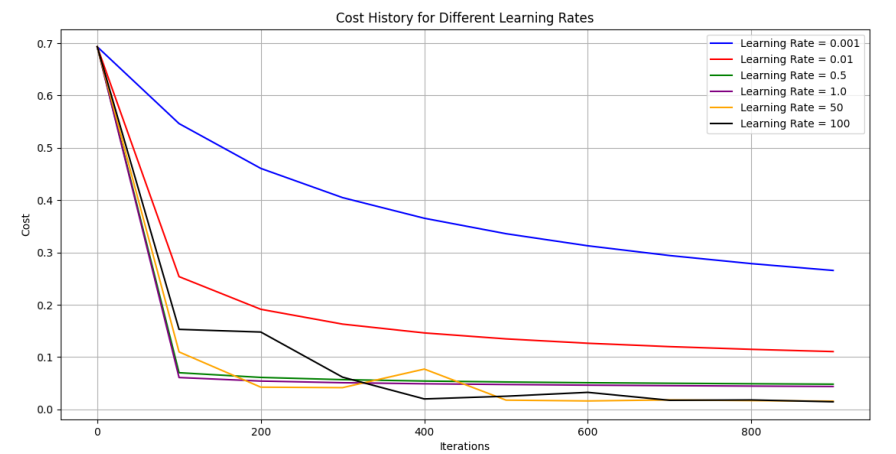 Cost History for Different Learning Rates
0.7
0.6
0.5
0.4
0.3
0.2
0.1
0.0
Cost
Learning Rate = 0.001
Learning Rate = 0.01
Learning Rate = 0.5
Learning Rate = 1.0
Learning Rate = 50
Learning Rate = 100
0
200
400
600
800
Iterations